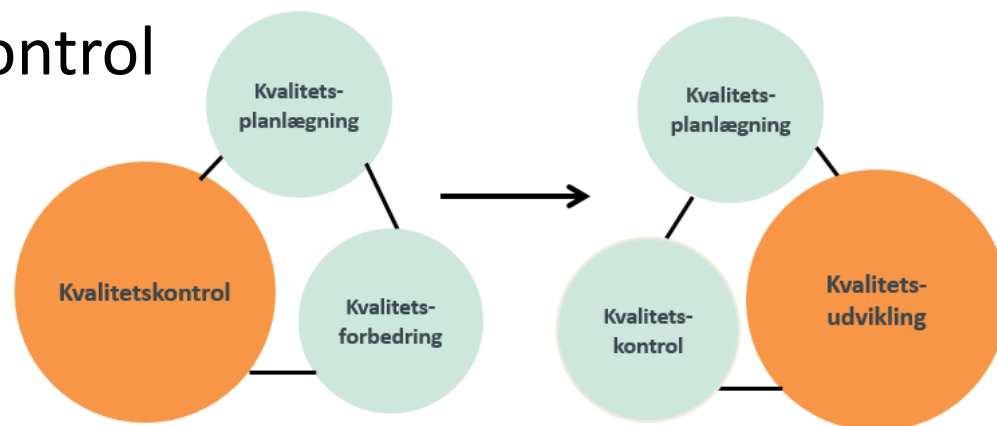 ontrol
Kvalitets-
planlægning
Kvalitetskontrol
Kvalitets-
forbedring
Kvalitets-
planlægning
Kvalitets-
kontrol
Kvalitets-
udvikling